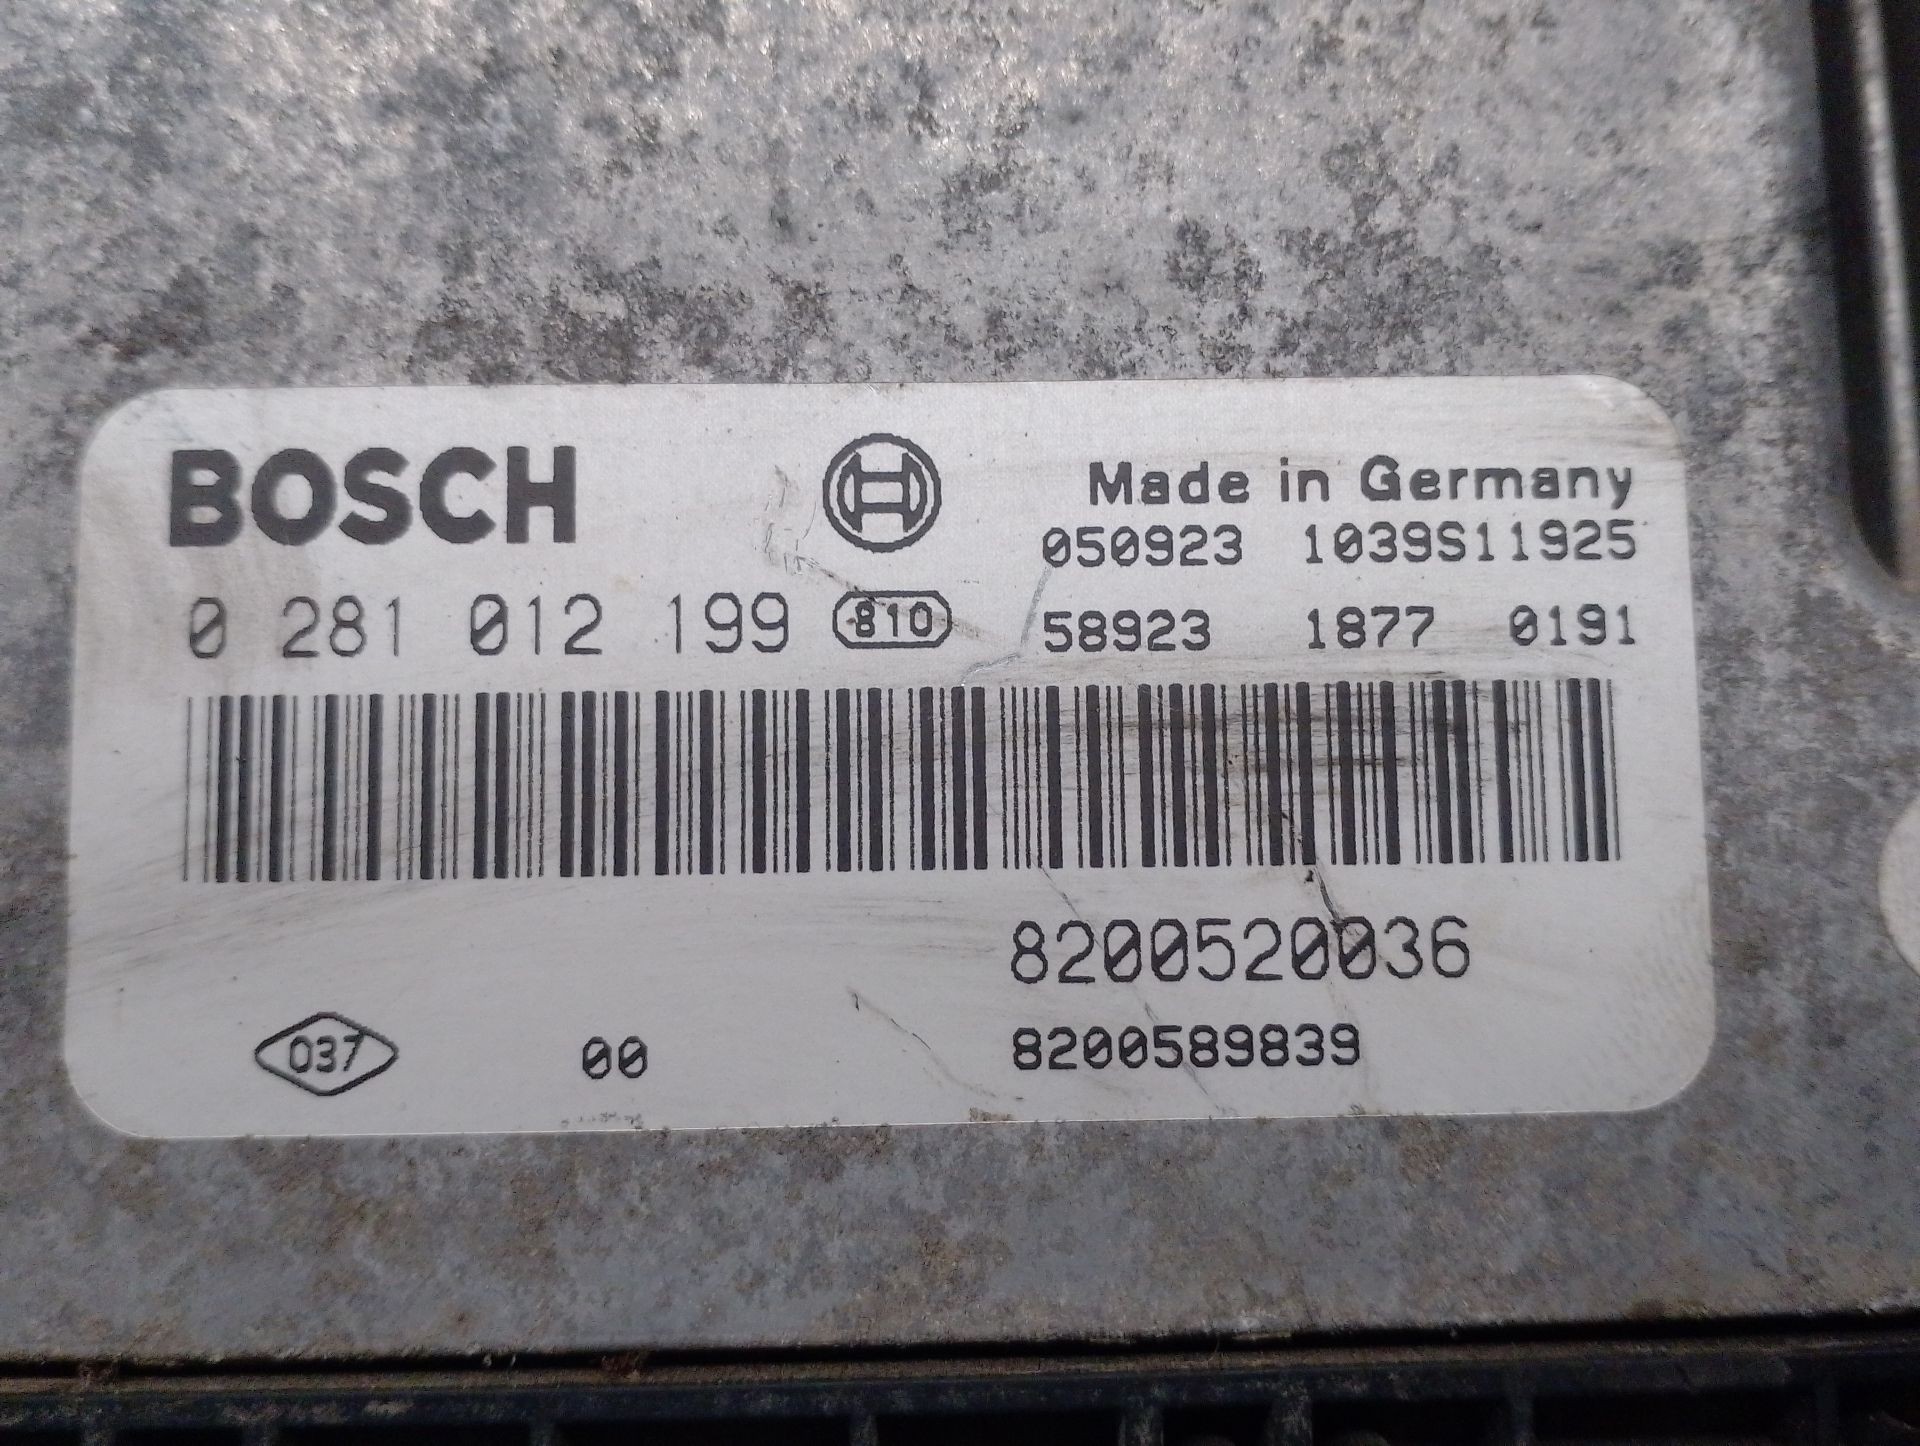 BOSCH
Made in Germany
050923 1039S11925
0 281 012 199 810 58923 1877 0191
8200520036
037 00 8200589839